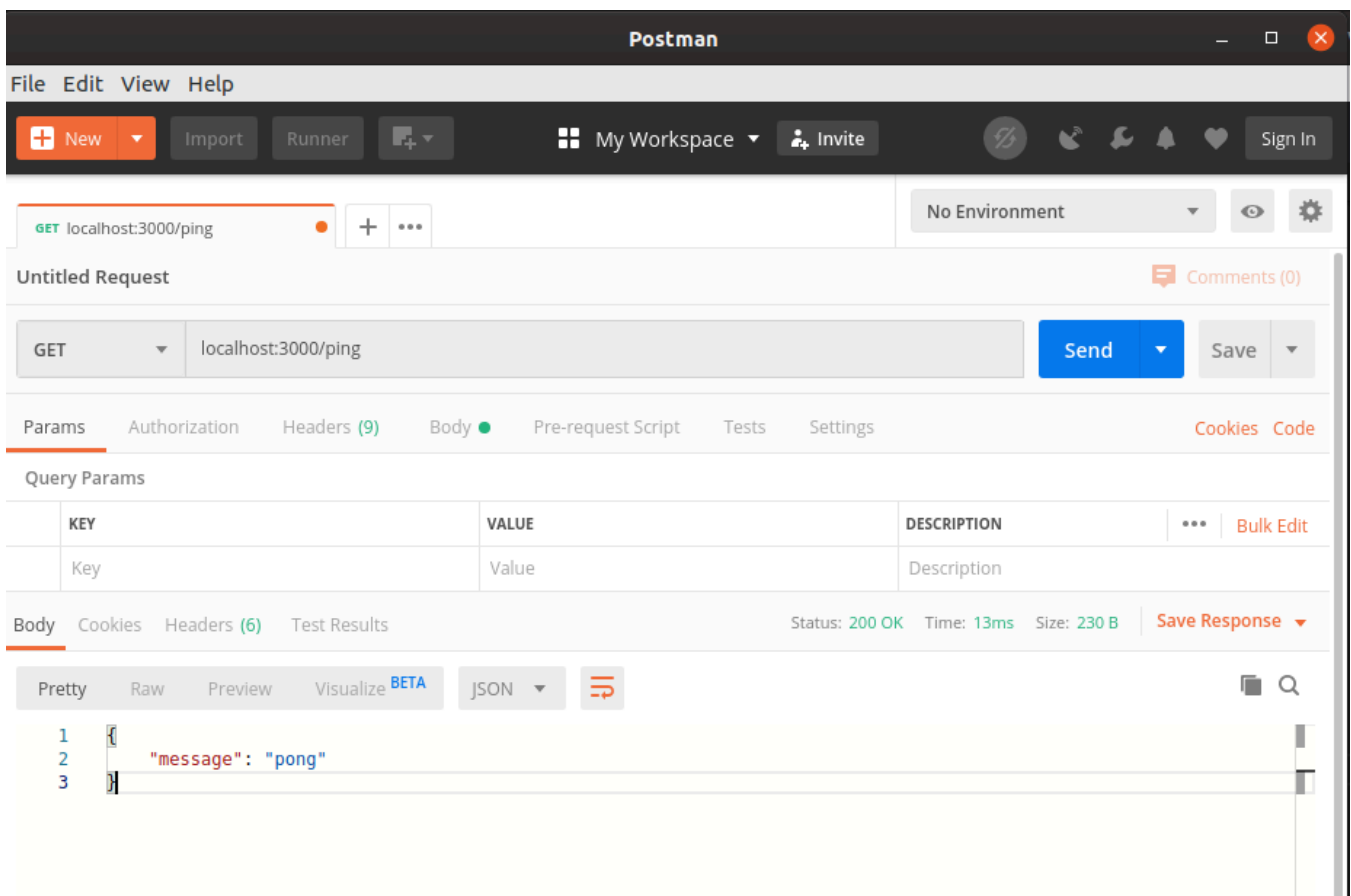 Postman
File Edit View Help
New Import Runner My Workspace Invite Sign In
GET localhost:3000/ping No Environment
Untitled Request Comments (0)
GET localhost:3000/ping Send Save
Params Authorization Headers (9) Body Pre-request Script Tests Settings Cookies Code
Query Params
KEY VALUE DESCRIPTION Bulk Edit
Key Value Description
Body Cookies Headers (6) Test Results Status: 200 OK Time: 13ms Size: 230 B Save Response
Pretty Raw Preview Visualize BETA JSON
1 {
2 "message": "pong"
3 }